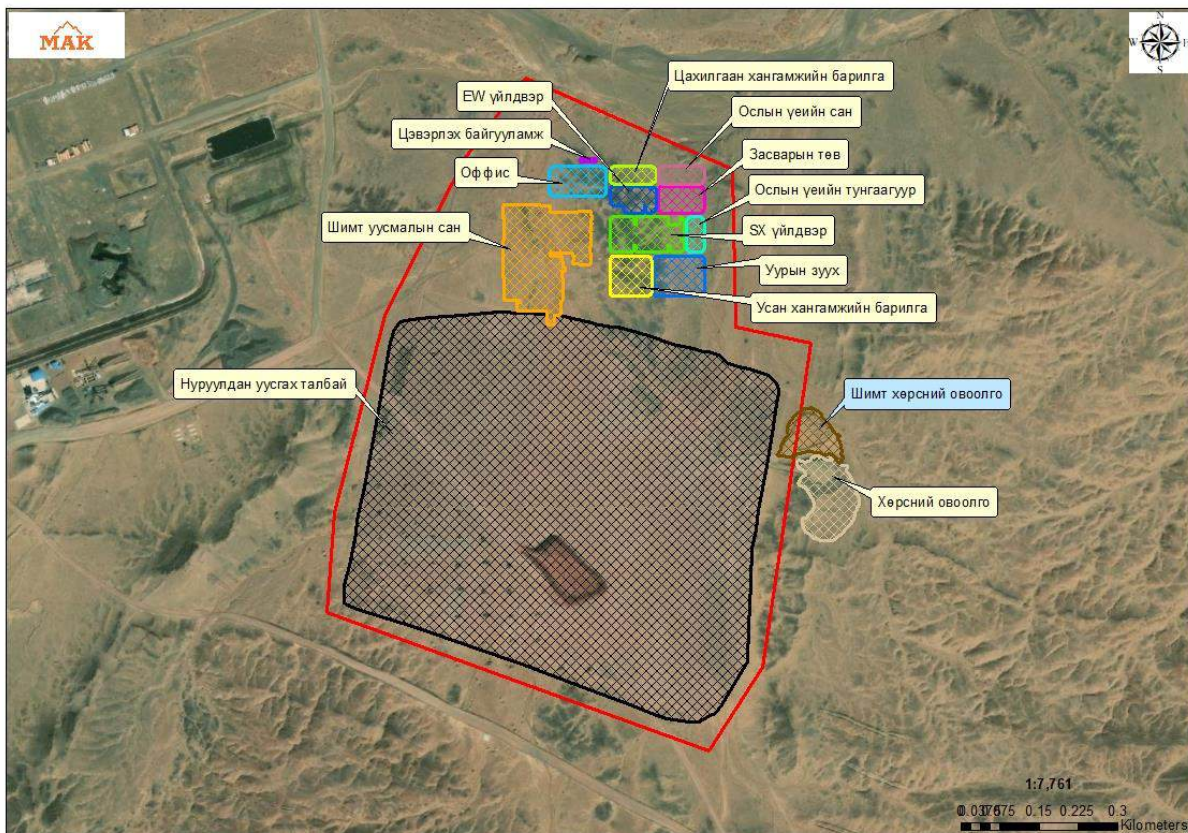 МАК
N
W E
S
Цахилгаан хангамжийн барилга
EW үйлдвэр
Ослын үеийн сан
Цэвэрлэх байгууламж
Засварын төв
Оффис
Ослын үеийн тунгаагуур
Шимт уусмалын сан
SX үйлдвэр
Уурын зуух
Усан хангамжийн барилга
Нуруулдан уусгах талбай
Шимт хөрсний овоолго
Хөрсний овоолго
1:7,761
0.15 0.225 0.3
Kilometers